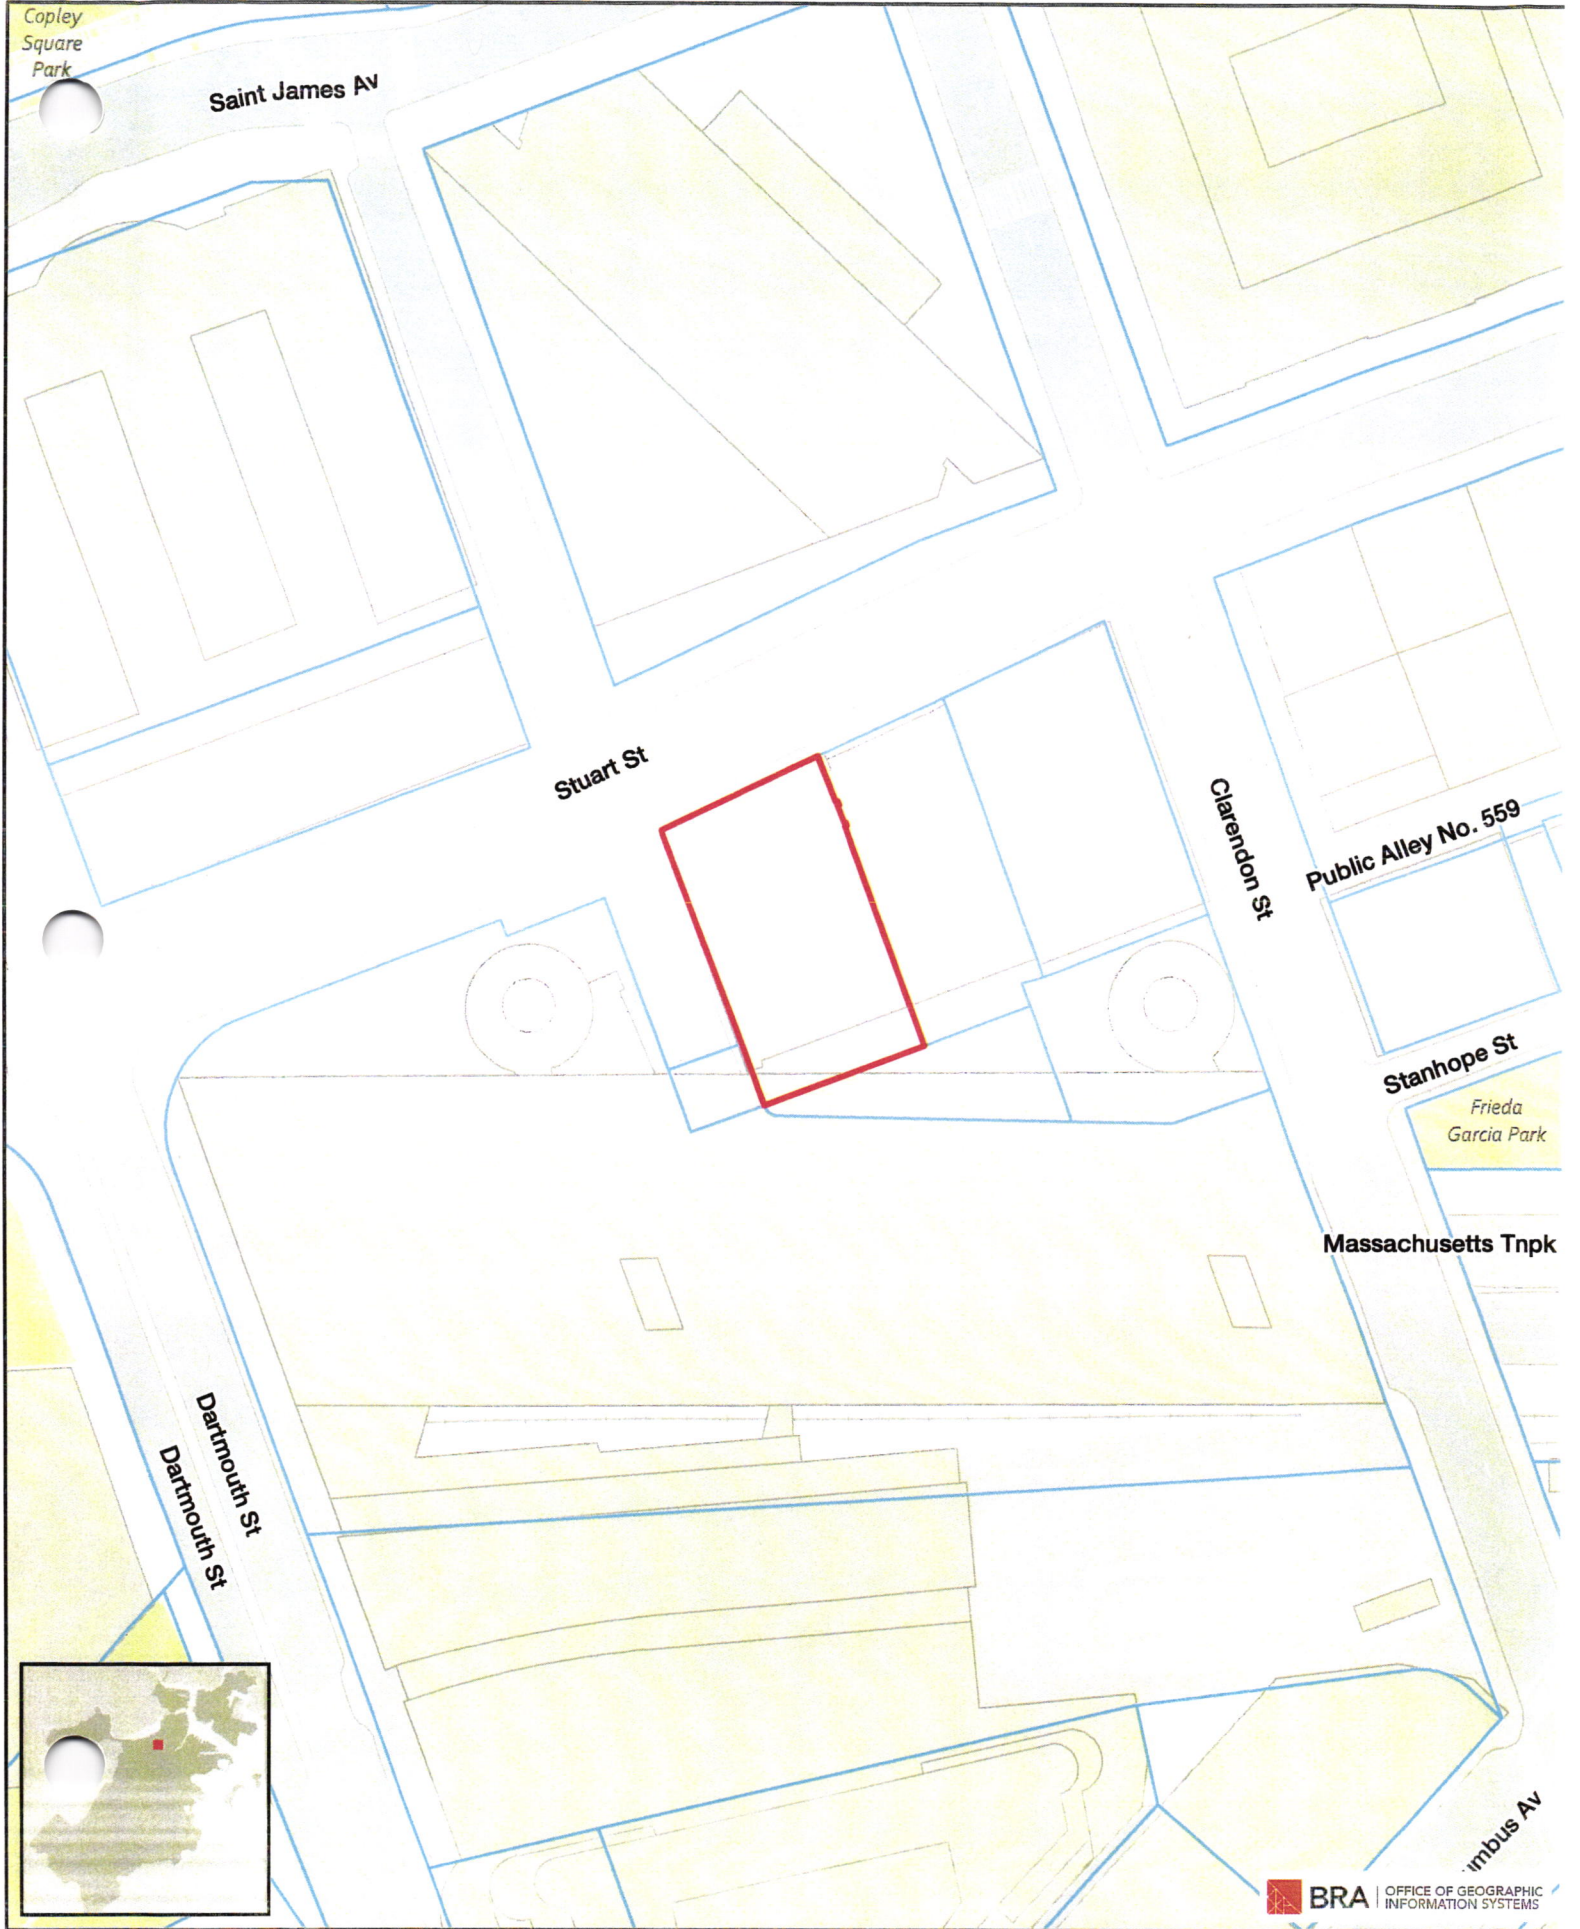 Copley
Square
Park
Saint James Av
Stuart St
Clarendon St
Public Alley No. 559
Stanhope St
Frieda
Garcia Park
Massachusetts Tnpk
Dartmouth St
Dartmouth St
umbus Av
BRA
OFFICE OF GEOGRAPHIC
INFORMATION SYSTEMS